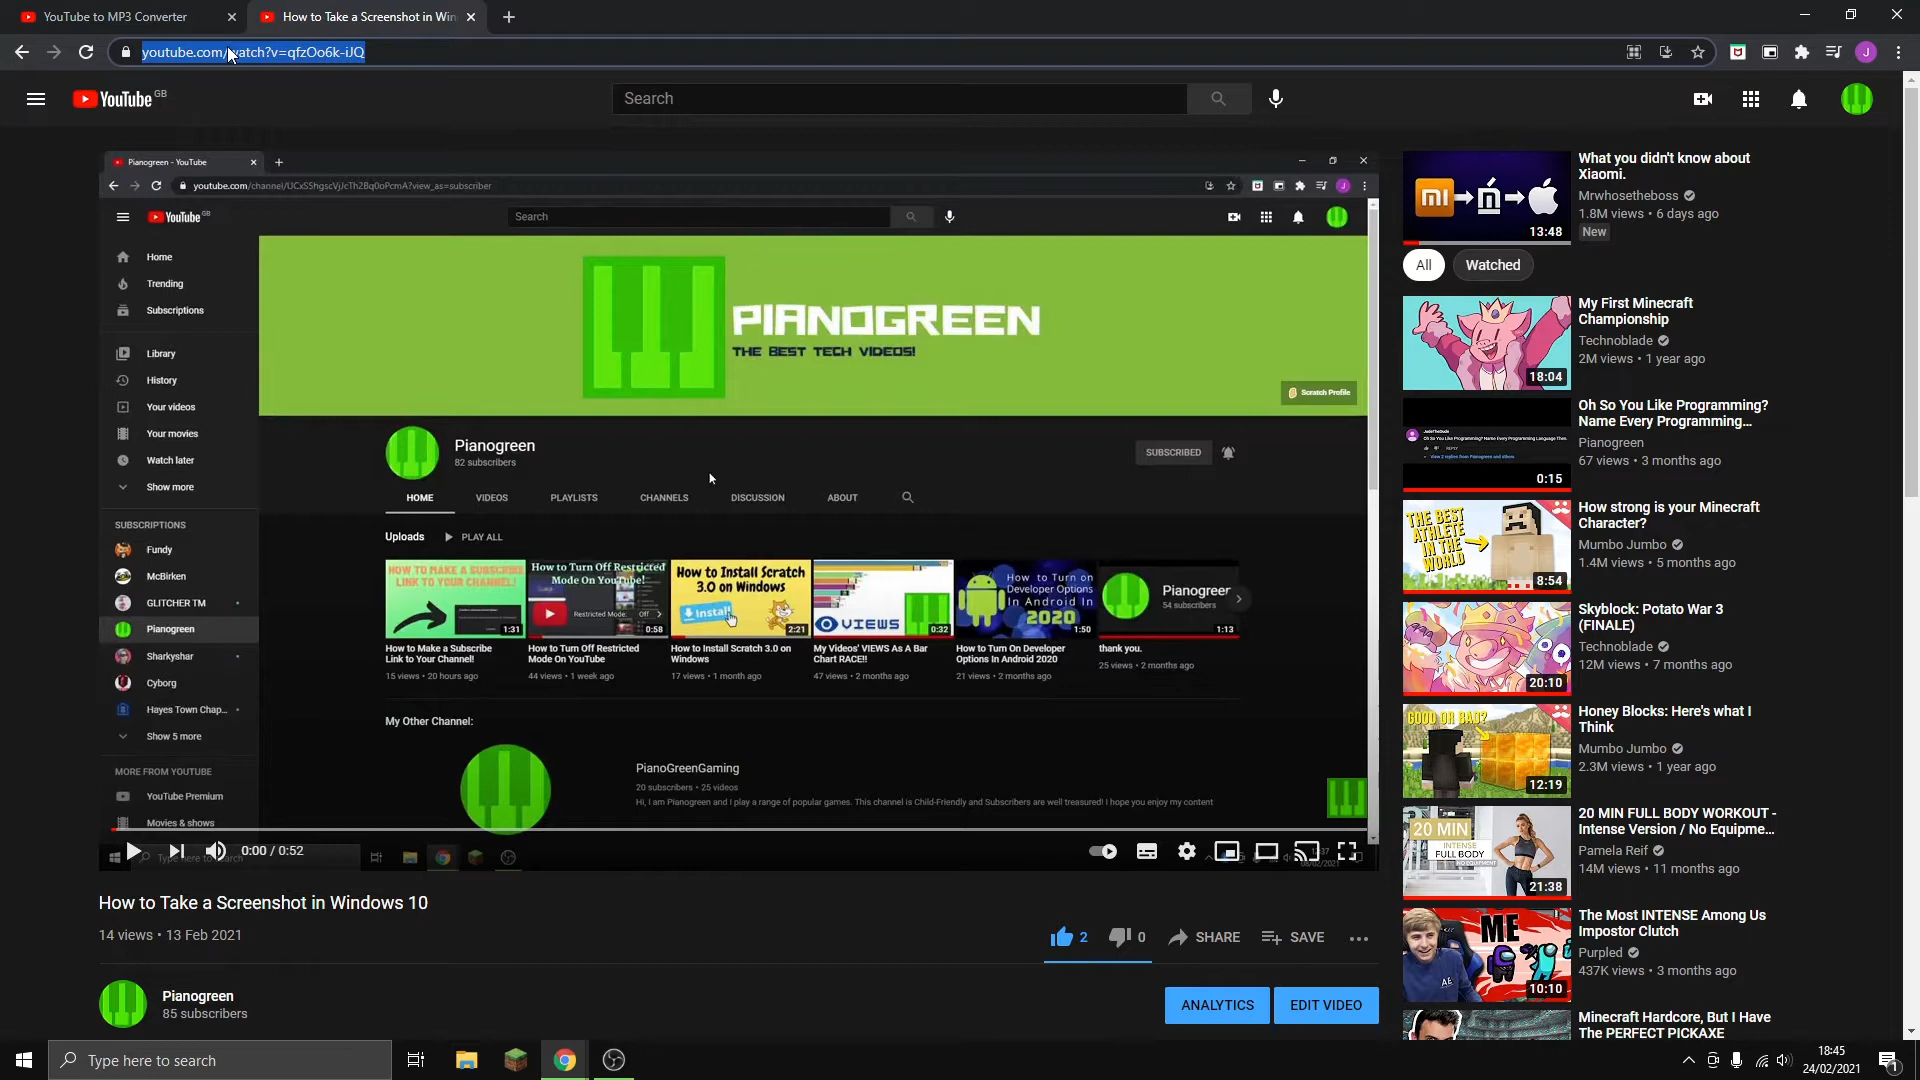 YouTube to MP3 Converter
How to Take a Screenshot in Win
youtube.com/watch?v=qfzOo6k-iJQ
YouTube GB
Search
Pianogreen - YouTube
youtube.com/channel/UCxSShgscVjJcTh2Bq0oPcmA?view_as=subscriber
YouTube GB
Search
Home
Trending
Subscriptions
Library
History
Your videos
Your movies
Watch later
Show more
SUBSCRIPTIONS
Fundy
McBirken
GLITCHER TM
Pianogreen
Sharkyshar
Cyborg
Hayes Town Chap...
Show 5 more
MORE FROM YOUTUBE
YouTube Premium
Movies & shows
PIANOGREEN
THE BEST TECH VIDEOS!
Scratch Profile
Pianogreen
82 subscribers
SUBSCRIBED
HOME VIDEOS PLAYLISTS CHANNELS DISCUSSION ABOUT
Uploads PLAY ALL
HOW TO MAKE A SUBSCRIBE
LINK TO YOUR CHANNEL!
1:31
How to Make a Subscribe
Link to Your Channel!
15 views • 20 hours ago
How to Turn Off Restricted
Mode On YouTube!
Restricted Mode: Off
0:58
How to Turn Off Restricted
Mode On YouTube
44 views • 1 week ago
How to Install Scratch
3.0 on Windows
Install
2:21
How to Install Scratch 3.0 on
Windows
17 views • 1 month ago
VIEWS
0:32
My Videos' VIEWS As A Bar
Chart RACE!!
47 views • 2 months ago
How to Turn on
Developer Options
In Android In
2020
1:50
How to Turn On Developer
Options In Android 2020
21 views • 2 months ago
Pianogreen
54 subscribers
1:13
thank you.
25 views • 2 months ago
My Other Channel:
PianoGreenGaming
20 subscribers • 25 videos
Hi, I am Pianogreen and I play a range of popular games. This channel is Child-Friendly and Subscribers are well treasured! I hope you enjoy my content
0:00 / 0:52
Type here to search
How to Take a Screenshot in Windows 10
14 views • 13 Feb 2021
2 0 SHARE SAVE
Pianogreen
85 subscribers
ANALYTICS EDIT VIDEO
13:48
What you didn't know about
Xiaomi.
Mrwhosetheboss
1.8M views • 6 days ago
New
All Watched
18:04
My First Minecraft
Championship
Technoblade
2M views • 1 year ago
0:15
Oh So You Like Programming?
Name Every Programming...
Pianogreen
67 views • 3 months ago
THE BEST
ATHLETE
IN THE
WORLD
8:54
How strong is your Minecraft
Character?
Mumbo Jumbo
1.4M views • 5 months ago
20:10
Skyblock: Potato War 3
(FINALE)
Technoblade
12M views • 7 months ago
GOOD OR BAD?
12:19
Honey Blocks: Here's what I
Think
Mumbo Jumbo
2.3M views • 1 year ago
20 MIN
INTENSE
FULL BODY
NO EQUIPMENT
21:38
20 MIN FULL BODY WORKOUT -
Intense Version / No Equipme...
Pamela Reif
14M views • 11 months ago
ME
10:10
The Most INTENSE Among Us
Impostor Clutch
Purpled
437K views • 3 months ago
Minecraft Hardcore, But I Have
The PERFECT PICKAXE
Type here to search
18:45
24/02/2021
1